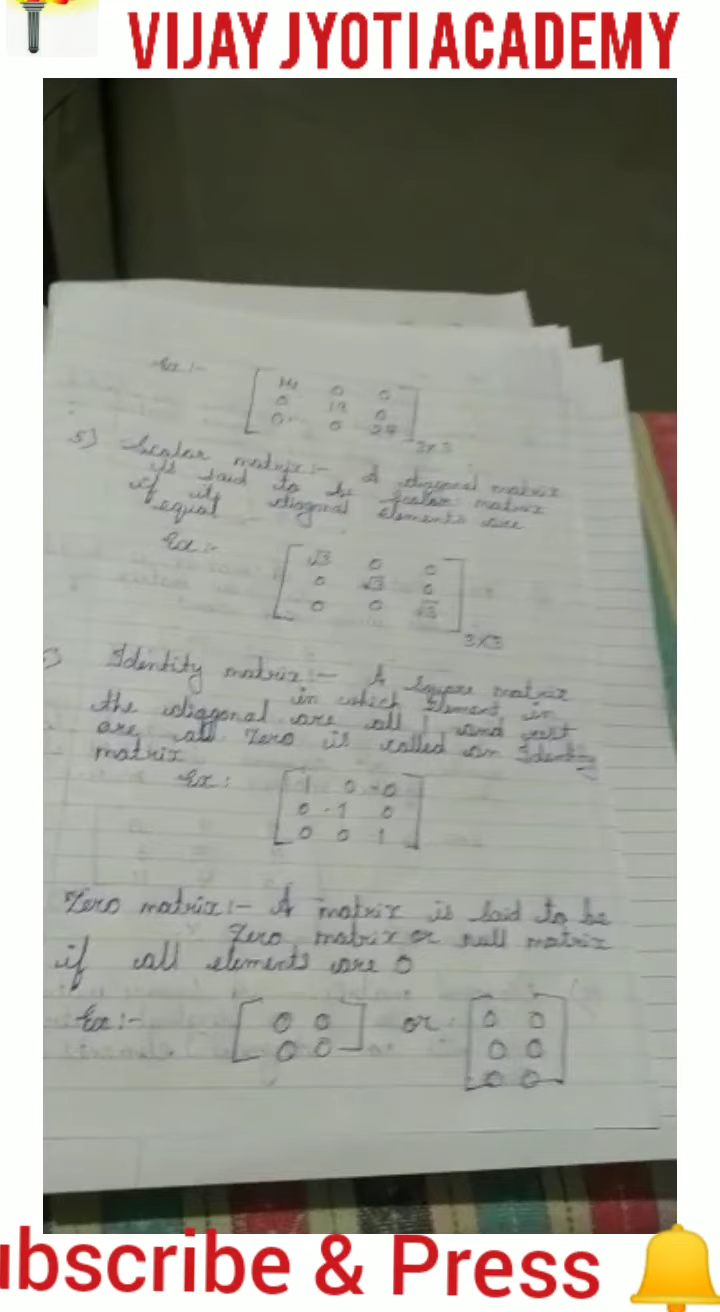 VIJAY JYOTI ACADEMY
Ex :-
0 0
0 19 0
0 0 27
3x3
5) Scalar matrix :- A diagonal matrix
is said to be scalar matrix
if its diagonal elements are
equal
Ex :-
√3 0 0
0 √3 0
0 0 √3
3x3
Identity matrix :- A square matrix
in which element in
the diagonal are all 1 and rest
are all zero is called an Identity
matrix
Ex :
1 0 0
0 1 0
0 0 1
Zero matrix :- A matrix is said to be
Zero matrix or null matrix
if all elements are 0
Ex :- 0 0 or 0 0
0 0 0 0
0 0
ubscribe & Press